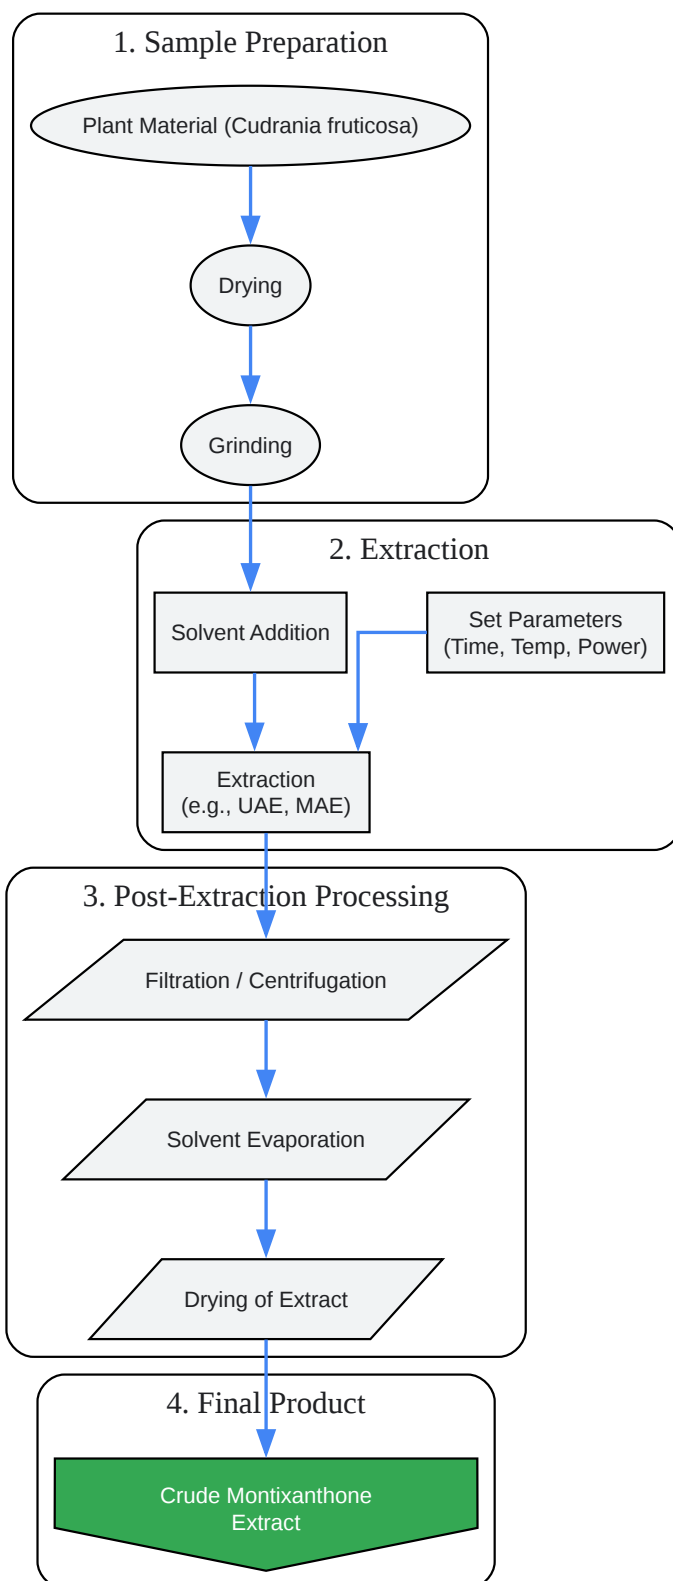 1. Sample Preparation
Plant Material (Cudrania fruticosa)
Drying
Grinding
2. Extraction
Solvent Addition
Set Parameters
(Time, Temp, Power)
Extraction
(e.g., UAE, MAE)
3. Post-Extraction Processing
Filtration / Centrifugation
Solvent Evaporation
Drying of Extract
4. Final Product
Crude Montixanthone
Extract